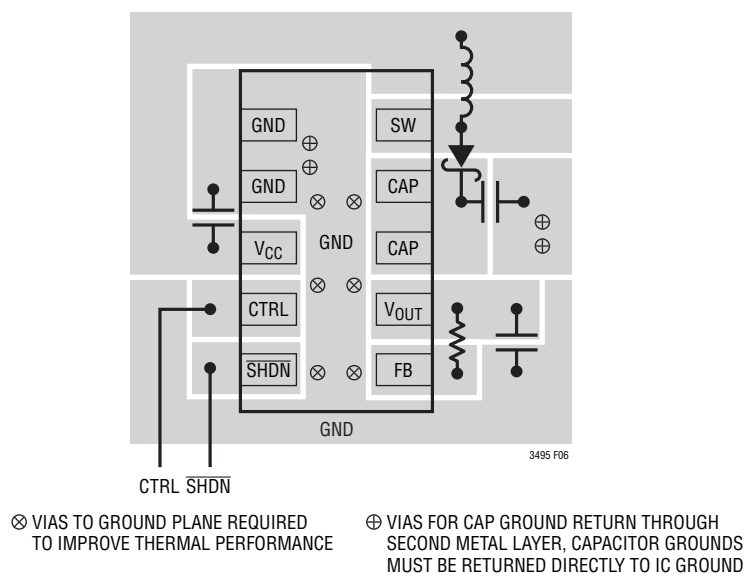 GND
SW
GND
CAP
GND
VCC
CAP
CTRL
VOUT
SHDN
FB
GND
3495 F06
CTRL SHDN
⊗ VIAS TO GROUND PLANE REQUIRED
TO IMPROVE THERMAL PERFORMANCE
⊕ VIAS FOR CAP GROUND RETURN THROUGH
SECOND METAL LAYER, CAPACITOR GROUNDS
MUST BE RETURNED DIRECTLY TO IC GROUND